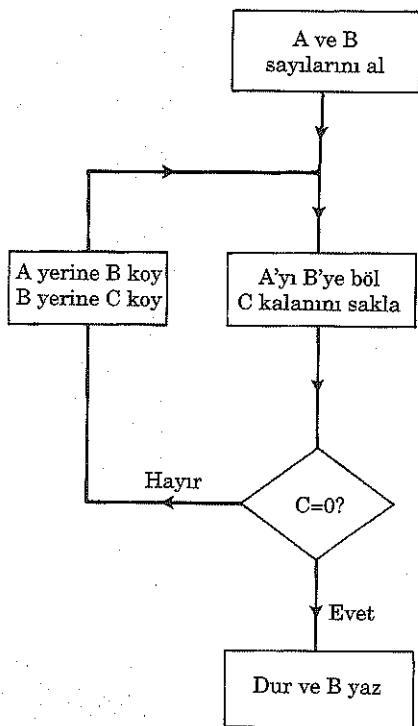 A ve B
sayılarını al
A yerine B koy
B yerine C koy
A'yı B'ye böl
C kalanını sakla
Hayır
C=0?
Evet
Dur ve B yaz